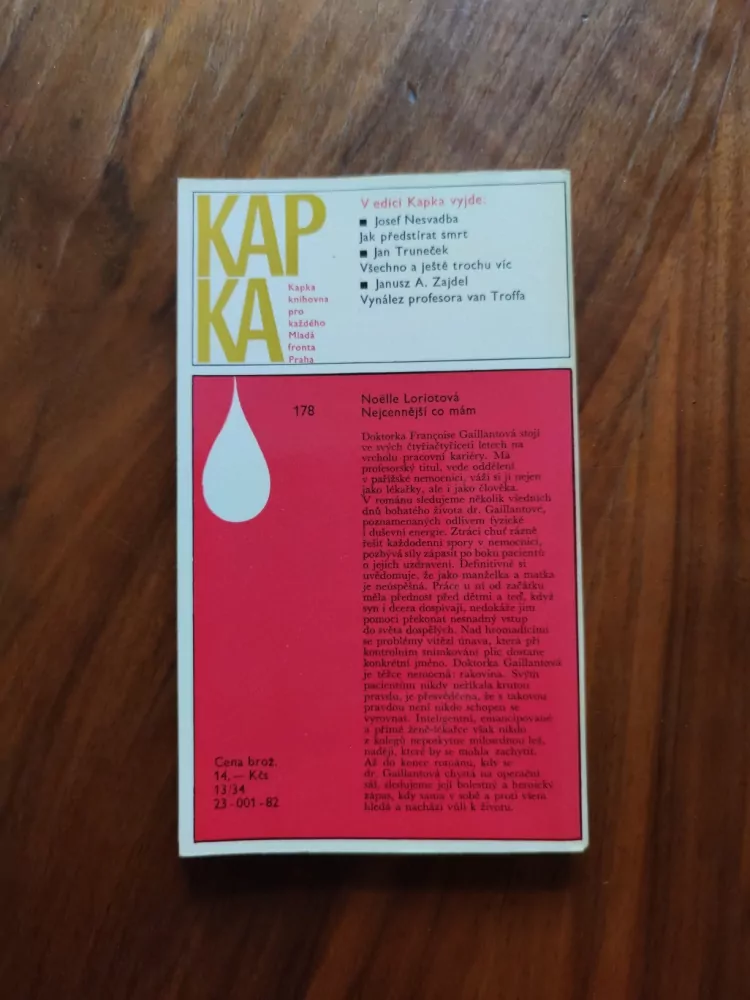 KAP
KA
Kapka
knihovna
pro
každého
Mladá
fronta
Praha
V edici Kapka vyjde:
■ Josef Nesvadba
Jak předstírat smrt
■ Jan Truneček
Všechno a ještě trochu víc
■ Janusz A. Zajdel
Vynález profesora van Troffa
178
Noëlle Loriotová
Nejcennější co mám
Doktorka Françoise Gaillantová stojí
ve svých čtyřiačtyřiceti letech na
vrcholu pracovní kariéry. Má
profesorský titul, vede oddělení
v pařížské nemocnici, váží si jí nejen
jako lékařky, ale i jako člověka.
V románu sledujeme několik všedních
dnů bohatého života dr. Gaillantové,
poznamenaných odlivem fyzické
i duševní energie. Ztrácí chuť rázně
řešit každodenní spory v nemocnici,
pozbývá síly zápasit po boku pacientů
o jejich uzdravení. Definitivně si
uvědomuje, že jako manželka a matka
je neúspěšná. Práce u ní od začátku
měla přednost před dětmi a teď, když
syn i dcera dospívají, nedokáže jim
pomoci překonat nesnadný vstup
do světa dospělých. Nad hromadícími
se problémy vítězí únava, která při
kontrolním snímkování plic dostane
konkrétní jméno. Doktorka Gaillantová
je těžce nemocná: rakovina. Svým
pacientům nikdy neříkala krutou
pravdu, je přesvědčena, že s takovou
pravdou není nikdo schopen se
vyrovnat. Inteligentní, emancipované
a přímé ženě-lékařce však nikdo
z kolegů neposkytne milosrdnou lež,
naději, které by se mohla zachytit.
Až do konce románu, kdy se
dr. Gaillantová chystá na operační
sál, sledujeme její bolestný a heroický
zápas, kdy sama v sobě a proti všem
hledá a nachází vůli k životu.
Cena brož.
14,— Kčs
13/34
23-001-82